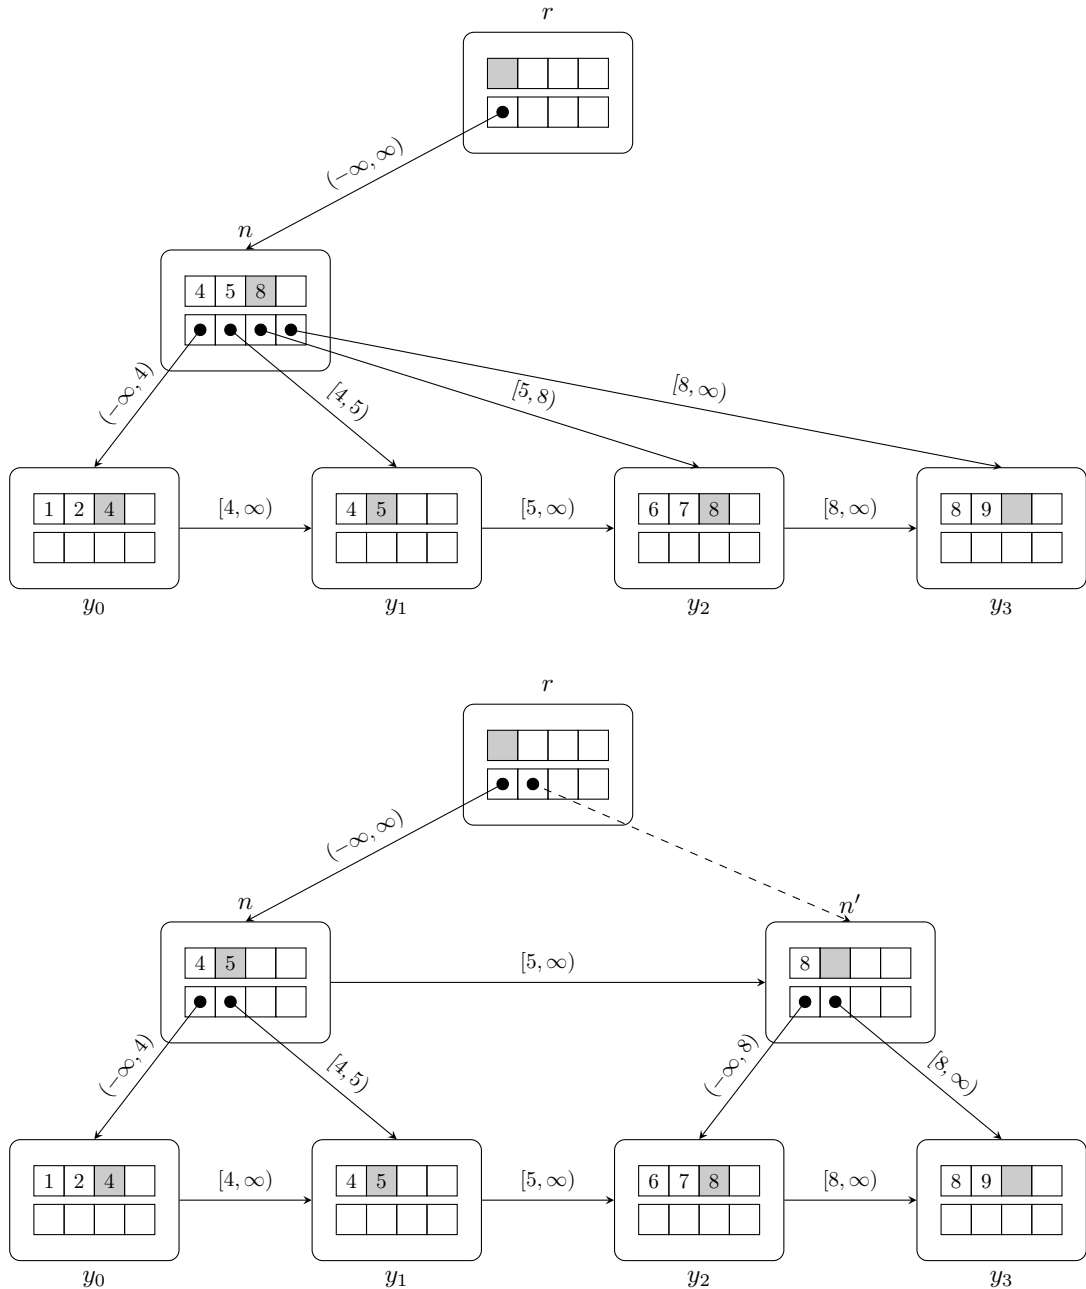 r
(−∞, ∞)
n
4 5 8
(−∞, 4)
[4, 5)
[5, 8)
[8, ∞)
1 2 4
[4, ∞)
4 5
[5, ∞)
6 7 8
[8, ∞)
8 9
y0
y1
y2
y3
r
(−∞, ∞)
n
n′
4 5
[5, ∞)
8
(−∞, 4)
[4, 5)
(−∞, 8)
[8, ∞)
1 2 4
[4, ∞)
4 5
[5, ∞)
6 7 8
[8, ∞)
8 9
y0
y1
y2
y3